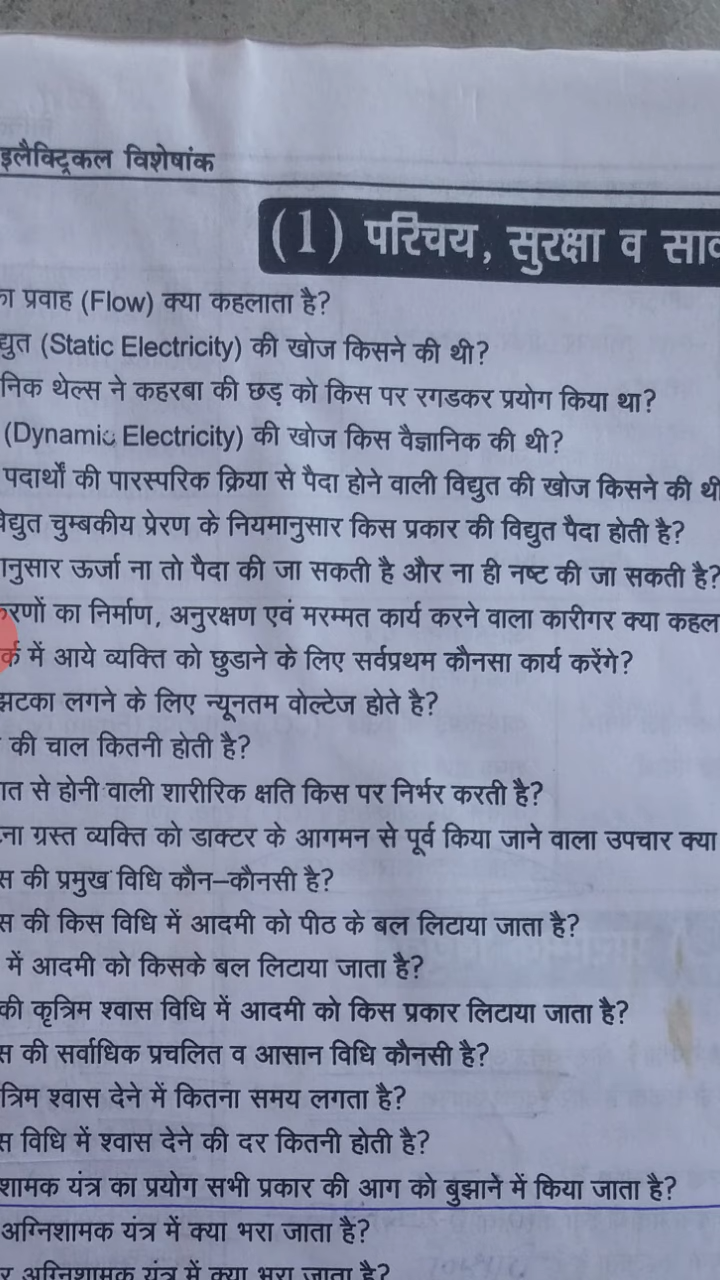 इलैक्ट्रिकल विशेषांक
(1) परिचय, सुरक्षा व
का प्रवाह (Flow) क्या कहलाता है?
(Static Electricity) की खोज किसने की थी?
थेल्स ने कहरबा की छड़ को किस पर रगडकर प्रयोग किया था?
(Dynamic Electricity) की खोज किस वैज्ञानिक की थी?
पदार्थों की पारस्परिक क्रिया से पैदा होने वाली विद्युत की खोज किसने की थी
चुम्बकीय प्रेरण के नियमानुसार किस प्रकार की विद्युत पैदा होती है?
ऊर्जा ना तो पैदा की जा सकती है और ना ही नष्ट की जा सकती है?
का निर्माण, अनुरक्षण एवं मरम्मत कार्य करने वाला कारीगर क्या
में आये व्यक्ति को छुडाने के लिए सर्वप्रथम कौनसा कार्य करेंगे?
झटका लगने के लिए न्यूनतम वोल्टेज होते है?
की चाल कितनी होती है?
से होनी वाली शारीरिक क्षति किस पर निर्भर करती है?
ग्रस्त व्यक्ति को डाक्टर के आगमन से पूर्व किया जाने वाला उपचार क्या
की प्रमुख विधि कौन–कौनसी है?
की किस विधि में आदमी को पीठ के बल लिटाया जाता है?
में आदमी को किसके बल लिटाया जाता है?
की कृत्रिम श्वास विधि में आदमी को किस प्रकार लिटाया जाता है?
की सर्वाधिक प्रचलित व आसान विधि कौनसी है?
श्वास देने में कितना समय लगता है?
विधि में श्वास देने की दर कितनी होती है?
यंत्र का प्रयोग सभी प्रकार की आग को बुझाने में किया जाता है?
अग्निशामक यंत्र में क्या भरा जाता है?
अग्निशामक यंत्र में क्या भरा जाता है?